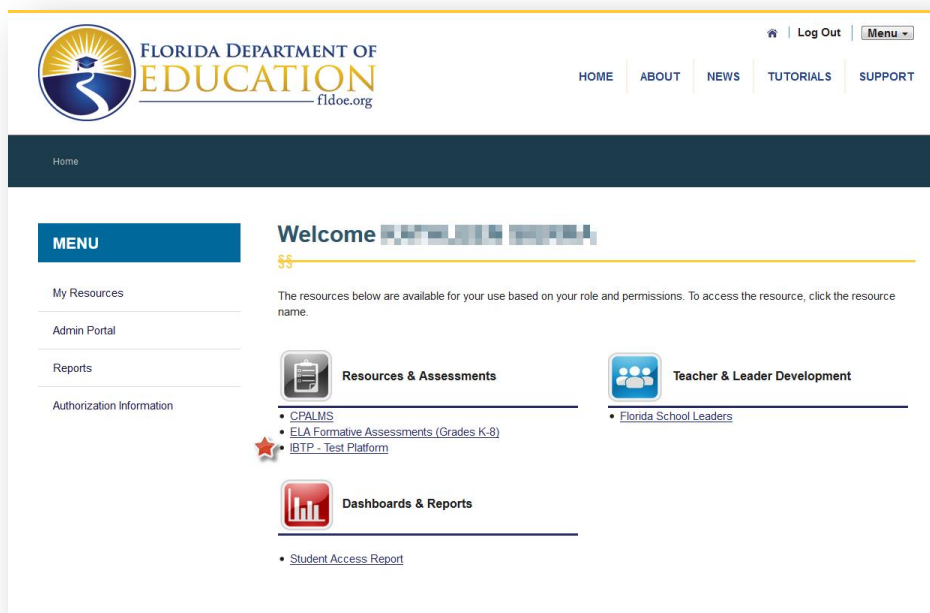 FLORIDA DEPARTMENT OF
EDUCATION
fldoe.org
Log Out
Menu
HOME
ABOUT
NEWS
TUTORIALS
SUPPORT
Home
MENU
My Resources
Admin Portal
Reports
Authorization Information
Welcome
§§
The resources below are available for your use based on your role and permissions. To access the resource, click the resource
name.
Resources & Assessments
• CPALMS
• ELA Formative Assessments (Grades K-8)
• IBTP - Test Platform
Teacher & Leader Development
• Florida School Leaders
Dashboards & Reports
• Student Access Report